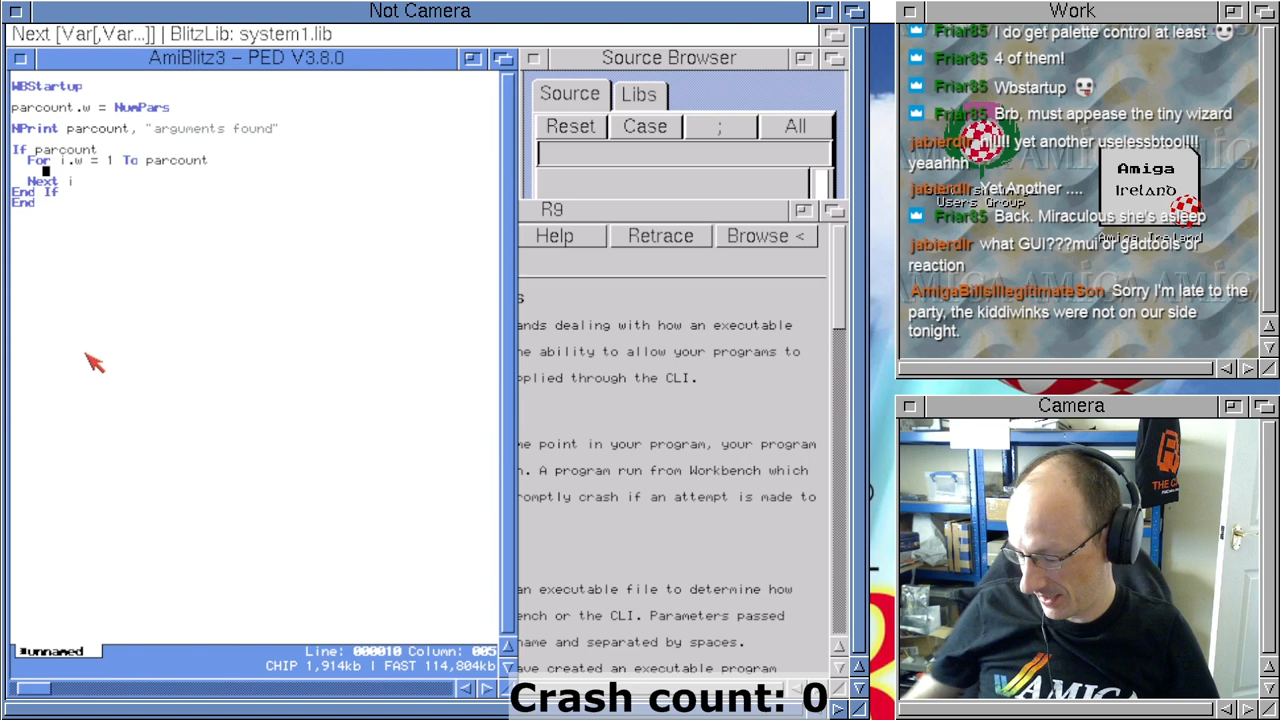 Not Camera
Next [Var[,Var...]] | BlitzLib: system1.lib
AmiBlitz3 - PED V3.8.0
WBStartup
parcount.w = NumPars
NPrint parcount, "arguments found"
If parcount
For i.w = 1 To parcount
Next i
End If
End
*unnamed
Line: 000010 Column: 005
CHIP 1,914kb | FAST 114,804kb
Source Browser
Source
Libs
Reset
Case
;
All
R9
Help
Retrace
Browse <
s
ands dealing with how an executable
he ability to allow your programs to
pplied through the CLI.
me point in your program, your program
n. A program run from Workbench which
romptly crash if an attempt is made to
an executable file to determine how
ench or the CLI. Parameters passed
name and separated by spaces.
ave created an executable program
Crash count: 0
Work
Friar85 I do get palette control at least
Friar85 4 of them!
Friar85 Wbstartup
Friar85 Brb, must appease the tiny wizard
jabierdlr hi!!!! yet another uselessbtool!!!!
yeaahhh
jabierdlr Yet Another ....
Users Group
Friar85 Back. Miraculous she's asleep
jabierdlr what GUI???mui or gadtools or
reaction
AmigaBillsIllegitimateSon Sorry I'm late to the
party, the kiddiwinks were not on our side
tonight.
Amiga
Ireland
Amiga Ireland
Camera
THE
AMIG